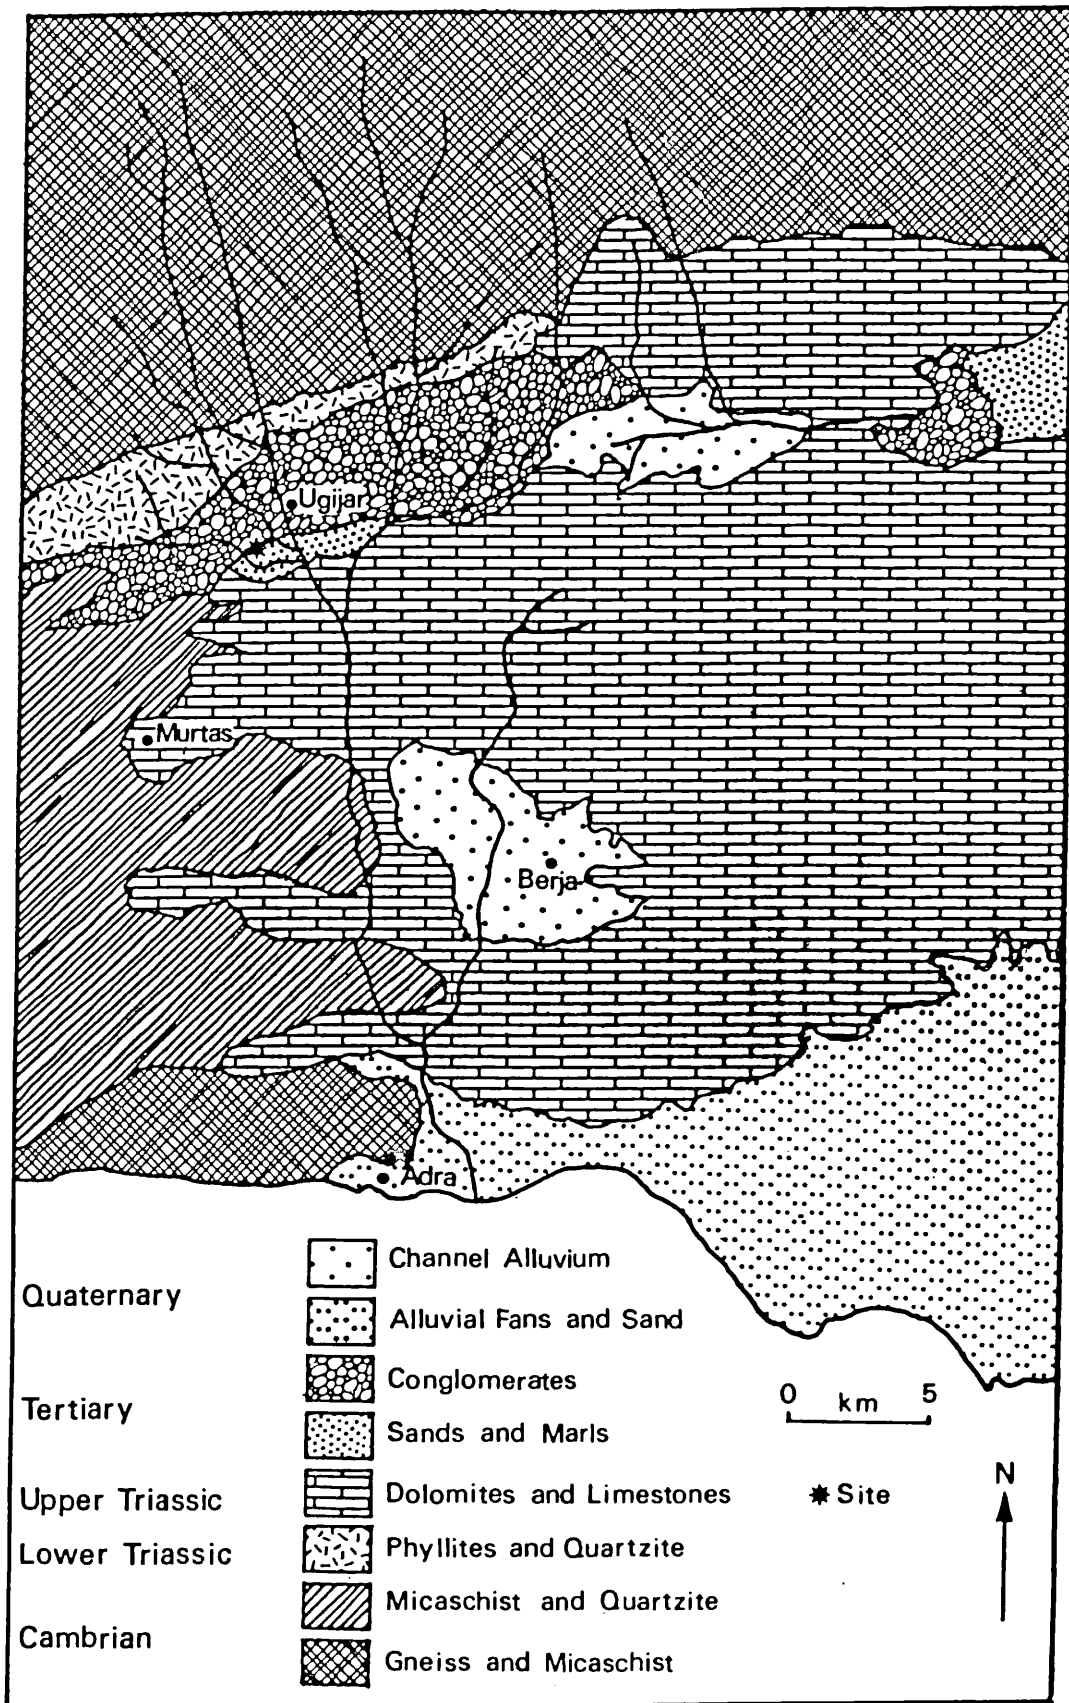 Ugijar
Murtas
Berja
Adra
Quaternary
Channel Alluvium
Alluvial Fans and Sand
Tertiary
Conglomerates
Sands and Marls
0 km 5
Upper Triassic
Dolomites and Limestones
Site
N
Lower Triassic
Phyllites and Quartzite
Cambrian
Micaschist and Quartzite
Gneiss and Micaschist